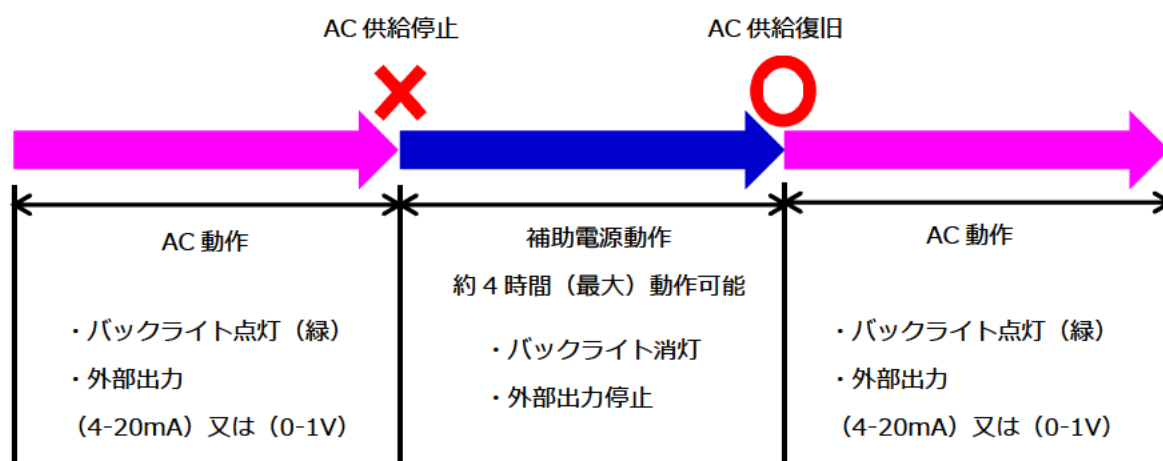 AC 供給停止
AC 供給復旧
AC 動作
・バックライト点灯（緑）
・外部出力
（4-20mA）又は（0-1V）
補助電源動作
約 4 時間（最大）動作可能
・バックライト消灯
・外部出力停止
AC 動作
・バックライト点灯（緑）
・外部出力
（4-20mA）又は（0-1V）